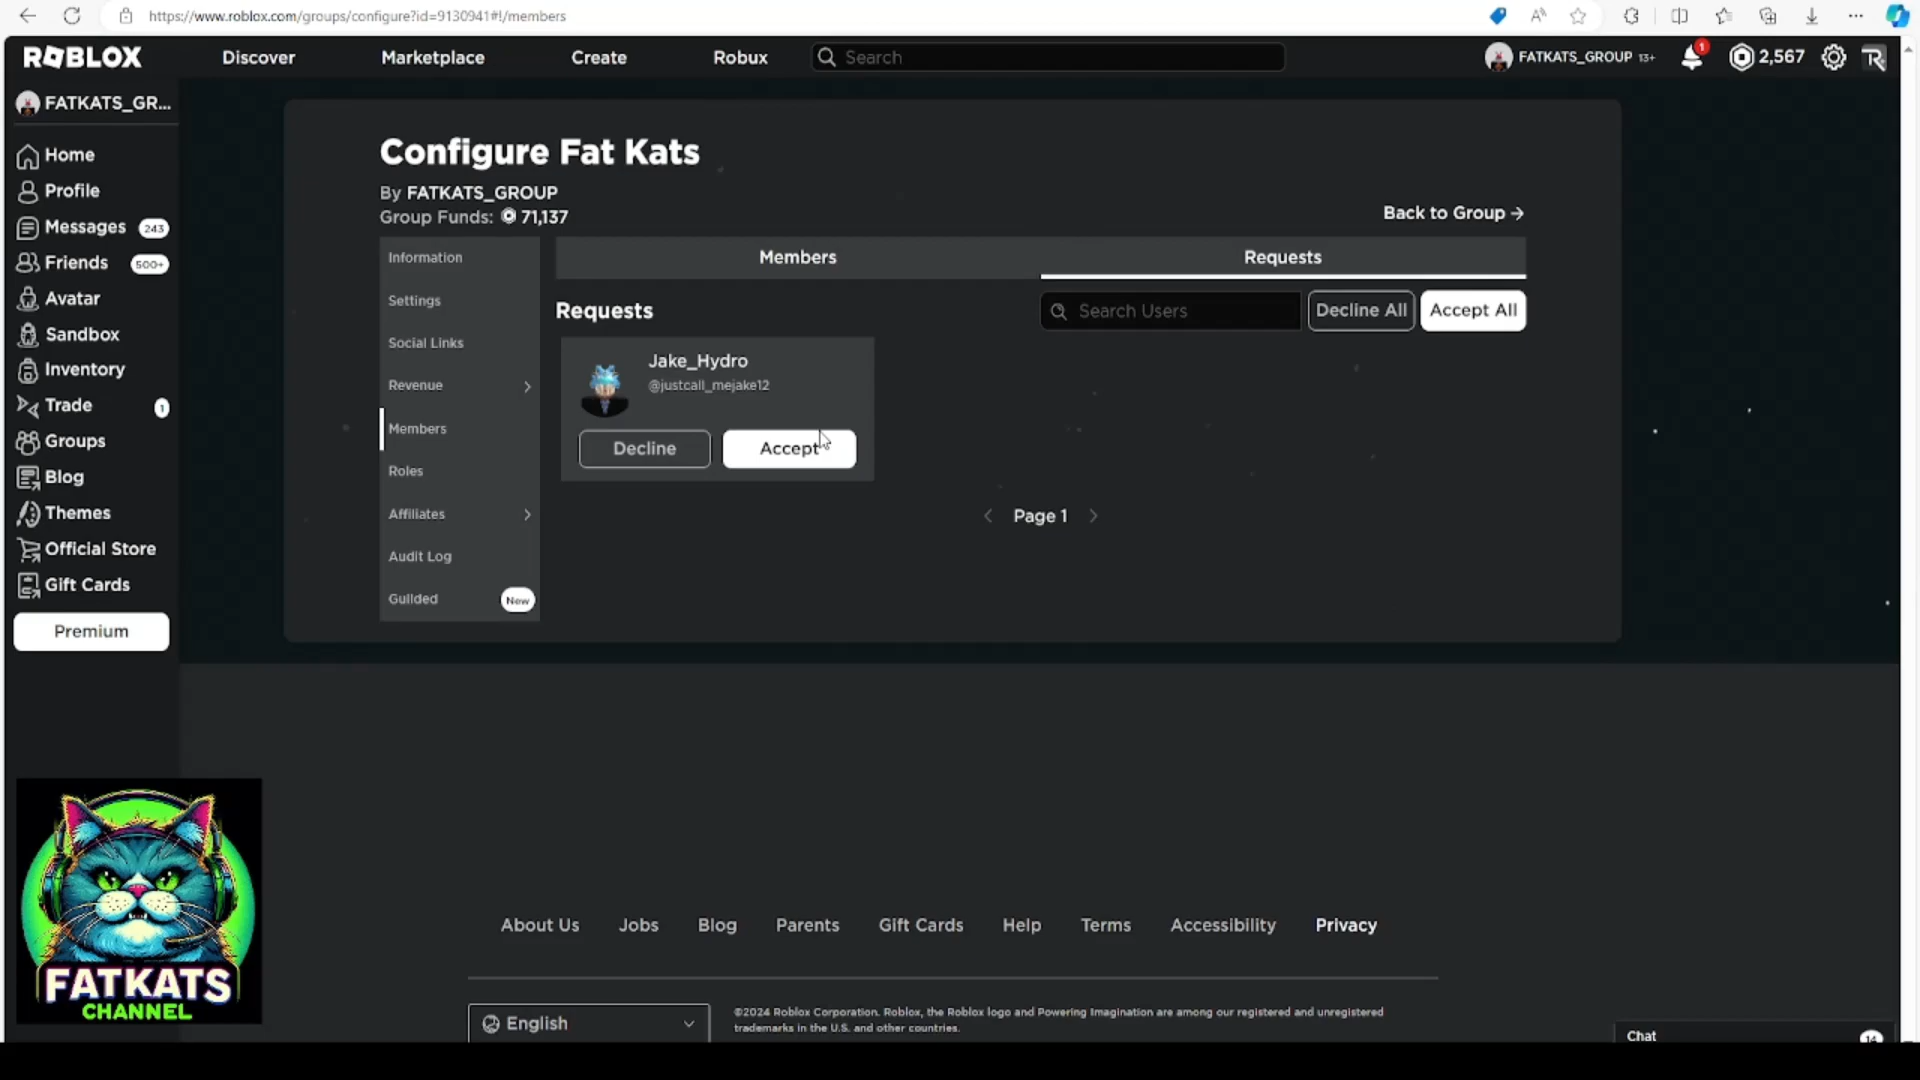 https://www.roblox.com/groups/configure?id=9130941#!/members
ROBLOX
Discover
Marketplace
Create
Robux
Search
FATKATS_GROUP 13+
1
2,567
FATKATS_GR...
Home
Profile
Messages 243
Friends 500+
Avatar
Sandbox
Inventory
Trade 1
Groups
Blog
Themes
Official Store
Gift Cards
Premium
Configure Fat Kats
By FATKATS_GROUP
Group Funds: 71,137
Back to Group →
Information
Settings
Social Links
Revenue
Members
Roles
Affiliates
Audit Log
Guilded New
Members
Requests
Requests
Search Users
Decline All
Accept All
Jake_Hydro
@justcall_mejake12
Decline
Accept
Page 1
FATKATS
CHANNEL
About Us
Jobs
Blog
Parents
Gift Cards
Help
Terms
Accessibility
Privacy
English
©2024 Roblox Corporation. Roblox, the Roblox logo and Powering Imagination are among our registered and unregistered
trademarks in the U.S. and other countries.
Chat